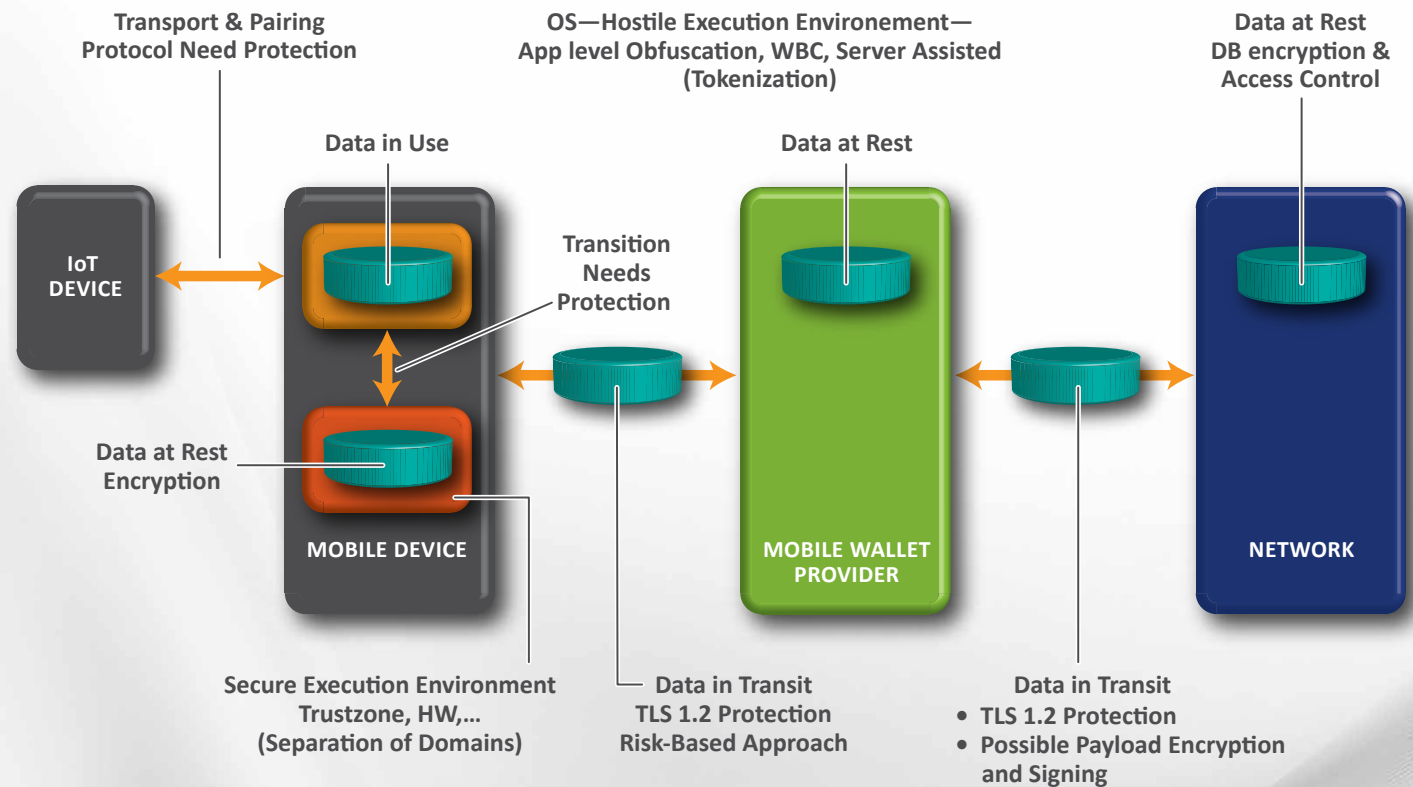 Transport & Pairing
Protocol Need Protection
OS—Hostile Execution Environement—
App level Obfuscation, WBC, Server Assisted
(Tokenization)
Data at Rest
DB encryption &
Access Control
Data in Use
Data at Rest
IoT
DEVICE
Transition
Needs
Protection
Data at Rest
Encryption
MOBILE DEVICE
MOBILE WALLET
PROVIDER
NETWORK
Secure Execution Environment
Trustzone, HW,...
(Separation of Domains)
Data in Transit
TLS 1.2 Protection
Risk-Based Approach
Data in Transit
• TLS 1.2 Protection
• Possible Payload Encryption
and Signing